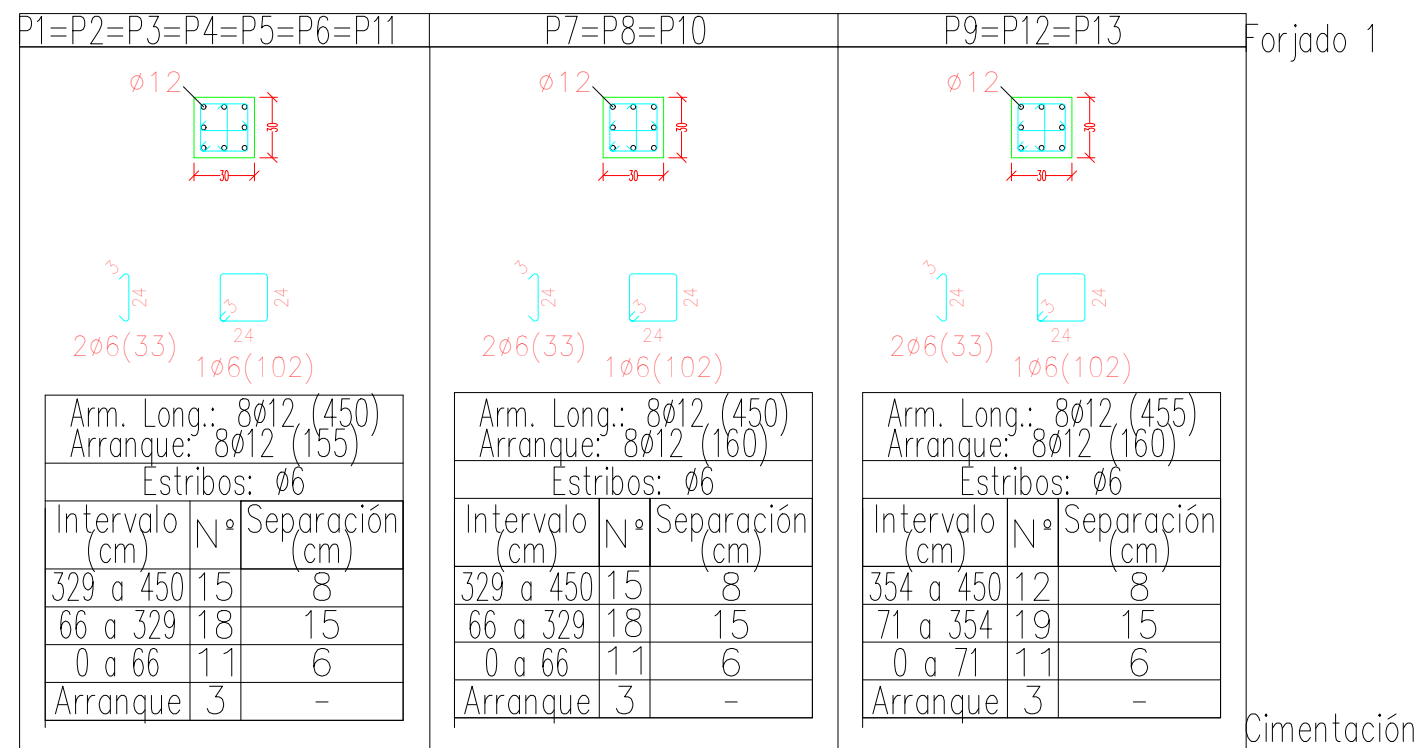 P1=P2=P3=P4=P5=P6=P11
P7=P8=P10
P9=P12=P13
Forjado 1
ø12
30
30
3
24
2ø6(33)
3
24
24
1ø6(102)
Arm. Long.: 8ø12 (450)
Arranque: 8ø12 (155)
Estribos: ø6
Intervalo (cm) Nº Separación (cm)
329 a 450 15 8
66 a 329 18 15
0 a 66 11 6
Arranque 3 -
ø12
30
30
3
24
2ø6(33)
3
24
24
1ø6(102)
Arm. Long.: 8ø12 (450)
Arranque: 8ø12 (160)
Estribos: ø6
Intervalo (cm) Nº Separación (cm)
329 a 450 15 8
66 a 329 18 15
0 a 66 11 6
Arranque 3 -
ø12
30
30
3
24
2ø6(33)
3
24
24
1ø6(102)
Arm. Long.: 8ø12 (455)
Arranque: 8ø12 (160)
Estribos: ø6
Intervalo (cm) Nº Separación (cm)
354 a 450 12 8
71 a 354 19 15
0 a 71 11 6
Arranque 3 -
Cimentación